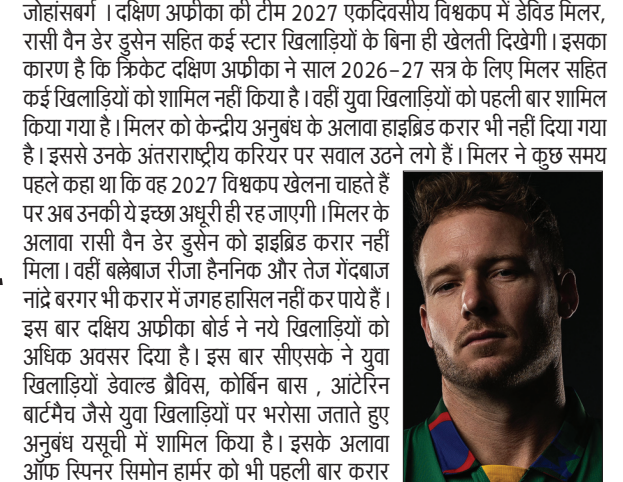 जोहांसबर्ग । दक्षिण अफ्रीका की टीम 2027 एकदिवसीय विश्वकप में डेविड मिलर,
रासी वैन डेर डुसेन सहित कई स्टार खिलाड़ियों के बिना ही खेलती दिखेगी । इसका
कारण है कि क्रिकेट दक्षिण अफ्रीका ने साल 2026-27 सत्र के लिए मिलर सहित
कई खिलाड़ियों को शामिल नहीं किया है । वहीं युवा खिलाड़ियों को पहली बार शामिल
किया गया है । मिलर को केन्द्रीय अनुबंध के अलावा हाइब्रिड करार भी नहीं दिया गया
है । इससे उनके अंतराराष्ट्रीय करियर पर सवाल उठने लगे हैं । मिलर ने कुछ समय
पहले कहा था कि वह 2027 विश्वकप खेलना चाहते हैं
पर अब उनकी ये इच्छा अधूरी ही रह जाएगी ।मिलर के
अलावा रासी वैन डेर डुसेन को इाइब्रिड करार नहीं
मिला । वहीं बल्लेबाज रीजा हैननिक और तेज गेंदबाज
नांद्रे बरगर भी करार में जगह हासिल नहीं कर पाये हैं ।
इस बार दक्षिय अफ्रीका बोर्ड ने नये खिलाड़ियों को
अधिक अवसर दिया है । इस बार सीएसके ने युवा
खिलाड़ियों डेवाल्ड ब्रैविस, कोर्बिन बास , आंटेरिन
बार्टमैच जैसे युवा खिलाड़ियों पर भरोसा जताते हुए
अनुबंध यसूची में शामिल किया है । इसके अलावा
ऑफ स्पिनर सिमोन हार्मर को भी पहली बार करार